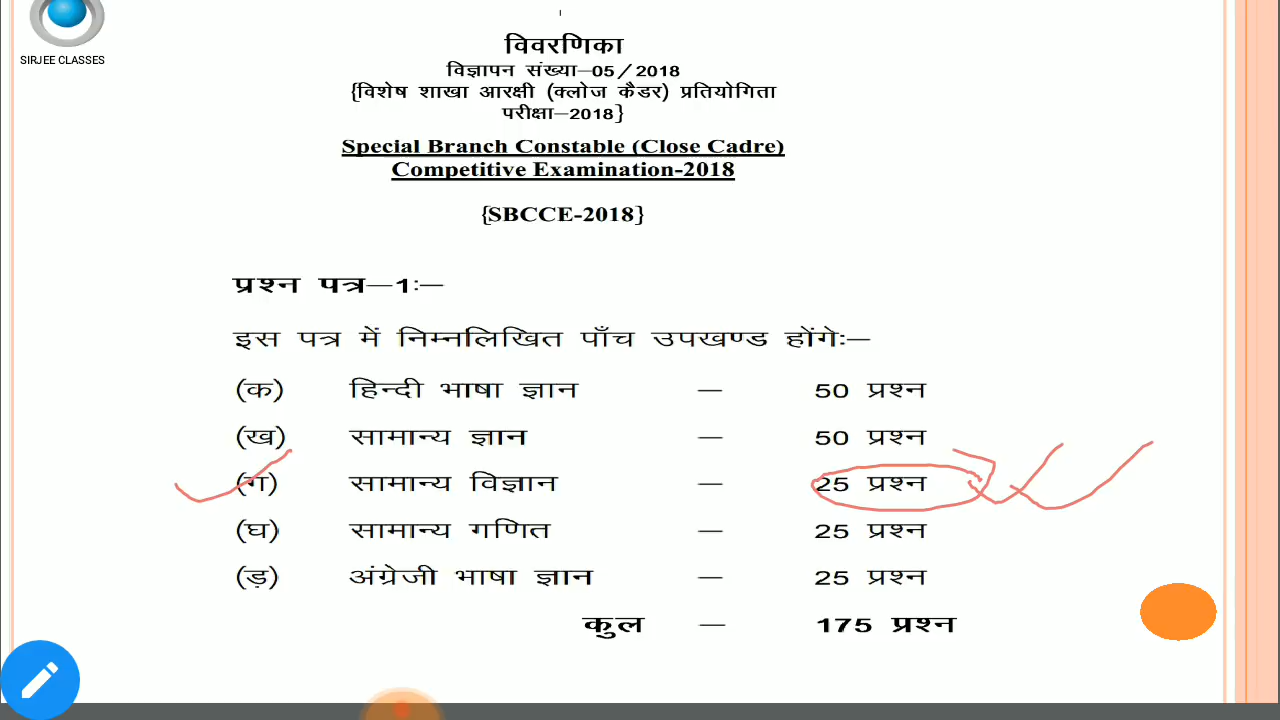 SIRJEE CLASSES
विवरणिका
विज्ञापन संख्या–05/2018
{विशेष शाखा आरक्षी (क्लोज कैडर) प्रतियोगिता
परीक्षा–2018}
Special Branch Constable (Close Cadre)
Competitive Examination-2018
{SBCCE-2018}
प्रश्न पत्र–1ः–
इस पत्र में निम्नलिखित पाँच उपखण्ड होंगेः–
(क) हिन्दी भाषा ज्ञान – 50 प्रश्न
(ख) सामान्य ज्ञान – 50 प्रश्न
(ग) सामान्य विज्ञान – 25 प्रश्न
(घ) सामान्य गणित – 25 प्रश्न
(ड़) अंग्रेजी भाषा ज्ञान – 25 प्रश्न
कुल – 175 प्रश्न